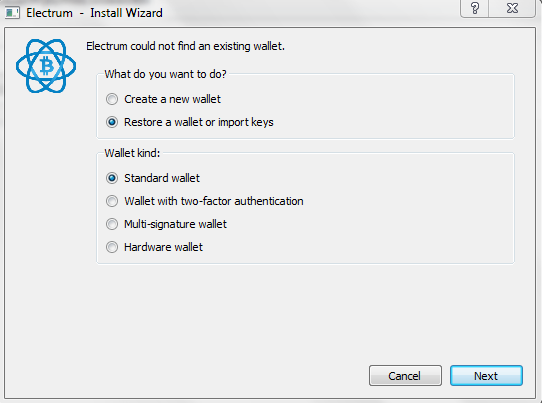 Electrum - Install Wizard
Electrum could not find an existing wallet.
What do you want to do?
Create a new wallet
Restore a wallet or import keys
Wallet kind:
Standard wallet
Wallet with two-factor authentication
Multi-signature wallet
Hardware wallet
Cancel
Next